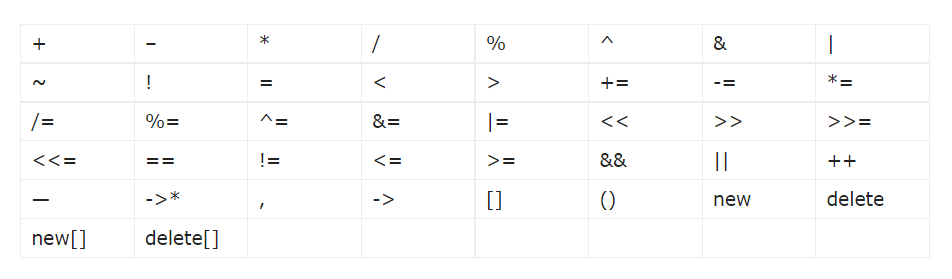 + – * / % ^ & |
~ ! = < > += -= *=
/= %= ^= &= |= << >> >>=
<<= == != <= >= && || ++
— ->* , -> [] () new delete
new[] delete[]